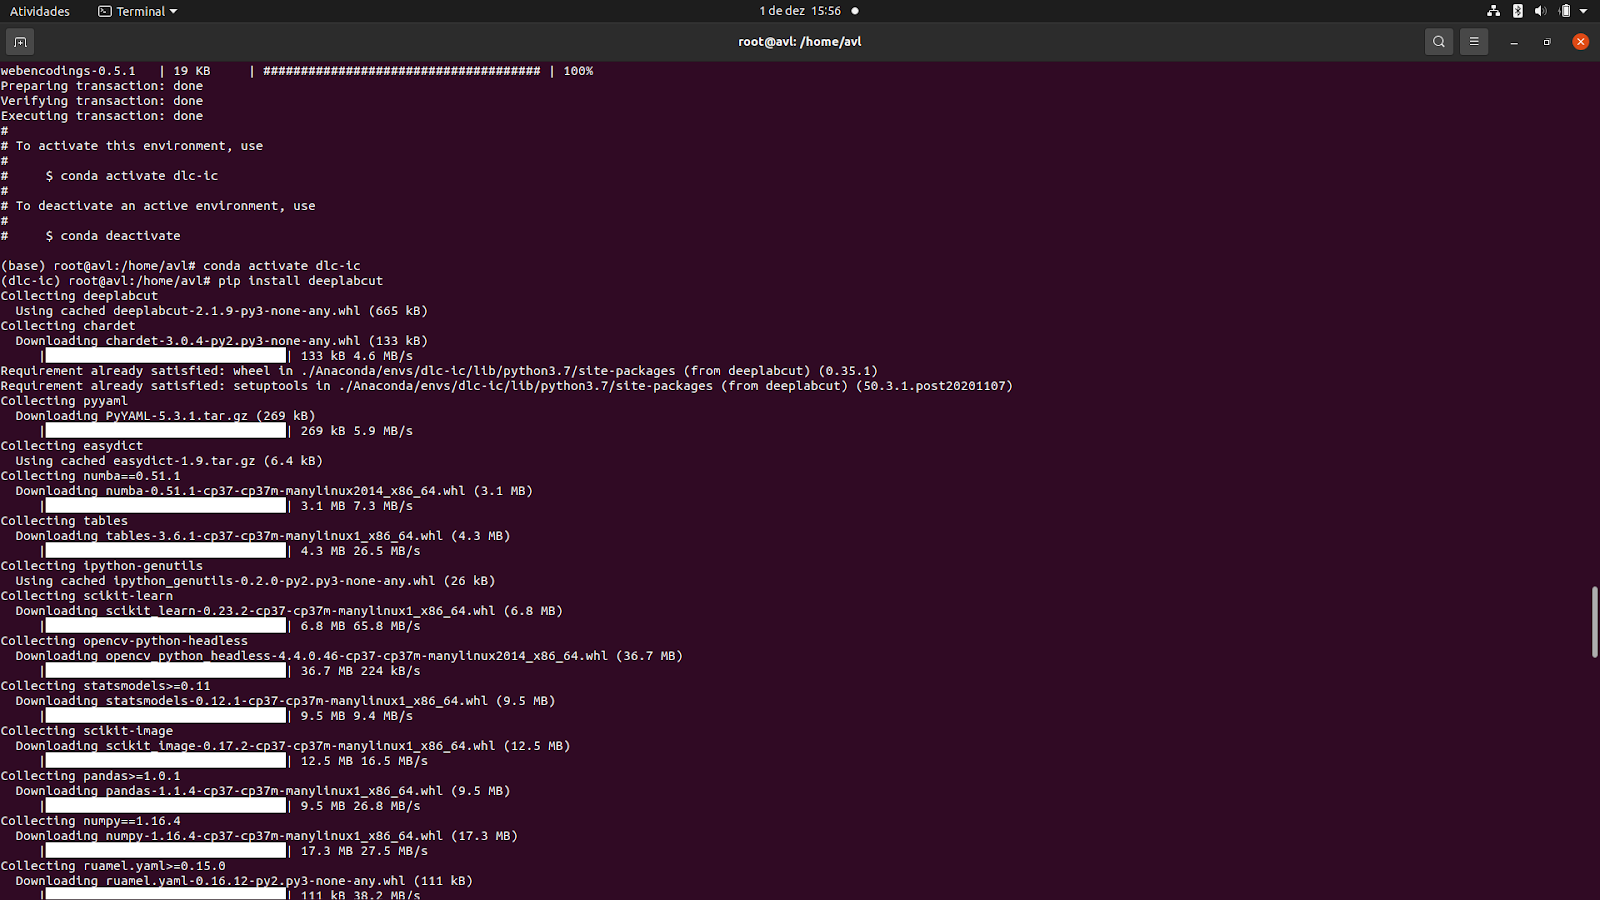 Atividades Terminal 1 de dez 15:56
root@avl: /home/avl
webencodings-0.5.1   | 19 KB     | ##################################### | 100%
Preparing transaction: done
Verifying transaction: done
Executing transaction: done
#
# To activate this environment, use
#
#     $ conda activate dlc-ic
#
# To deactivate an active environment, use
#
#     $ conda deactivate
(base) root@avl:/home/avl# conda activate dlc-ic
(dlc-ic) root@avl:/home/avl# pip install deeplabcut
Collecting deeplabcut
  Using cached deeplabcut-2.1.9-py3-none-any.whl (665 kB)
Collecting chardet
  Downloading chardet-3.0.4-py2.py3-none-any.whl (133 kB)
     | | 133 kB 4.6 MB/s
Requirement already satisfied: wheel in ./Anaconda/envs/dlc-ic/lib/python3.7/site-packages (from deeplabcut) (0.35.1)
Requirement already satisfied: setuptools in ./Anaconda/envs/dlc-ic/lib/python3.7/site-packages (from deeplabcut) (50.3.1.post20201107)
Collecting pyyaml
  Downloading PyYAML-5.3.1.tar.gz (269 kB)
     | | 269 kB 5.9 MB/s
Collecting easydict
  Using cached easydict-1.9.tar.gz (6.4 kB)
Collecting numba==0.51.1
  Downloading numba-0.51.1-cp37-cp37m-manylinux2014_x86_64.whl (3.1 MB)
     | | 3.1 MB 7.3 MB/s
Collecting tables
  Downloading tables-3.6.1-cp37-cp37m-manylinux1_x86_64.whl (4.3 MB)
     | | 4.3 MB 26.5 MB/s
Collecting ipython-genutils
  Using cached ipython_genutils-0.2.0-py2.py3-none-any.whl (26 kB)
Collecting scikit-learn
  Downloading scikit_learn-0.23.2-cp37-cp37m-manylinux1_x86_64.whl (6.8 MB)
     | | 6.8 MB 65.8 MB/s
Collecting opencv-python-headless
  Downloading opencv_python_headless-4.4.0.46-cp37-cp37m-manylinux2014_x86_64.whl (36.7 MB)
     | | 36.7 MB 224 kB/s
Collecting statsmodels>=0.11
  Downloading statsmodels-0.12.1-cp37-cp37m-manylinux1_x86_64.whl (9.5 MB)
     | | 9.5 MB 9.4 MB/s
Collecting scikit-image
  Downloading scikit_image-0.17.2-cp37-cp37m-manylinux1_x86_64.whl (12.5 MB)
     | | 12.5 MB 16.5 MB/s
Collecting pandas>=1.0.1
  Downloading pandas-1.1.4-cp37-cp37m-manylinux1_x86_64.whl (9.5 MB)
     | | 9.5 MB 26.8 MB/s
Collecting numpy==1.16.4
  Downloading numpy-1.16.4-cp37-cp37m-manylinux1_x86_64.whl (17.3 MB)
     | | 17.3 MB 27.5 MB/s
Collecting ruamel.yaml>=0.15.0
  Downloading ruamel.yaml-0.16.12-py2.py3-none-any.whl (111 kB)
     | | 111 kB 38.2 MB/s